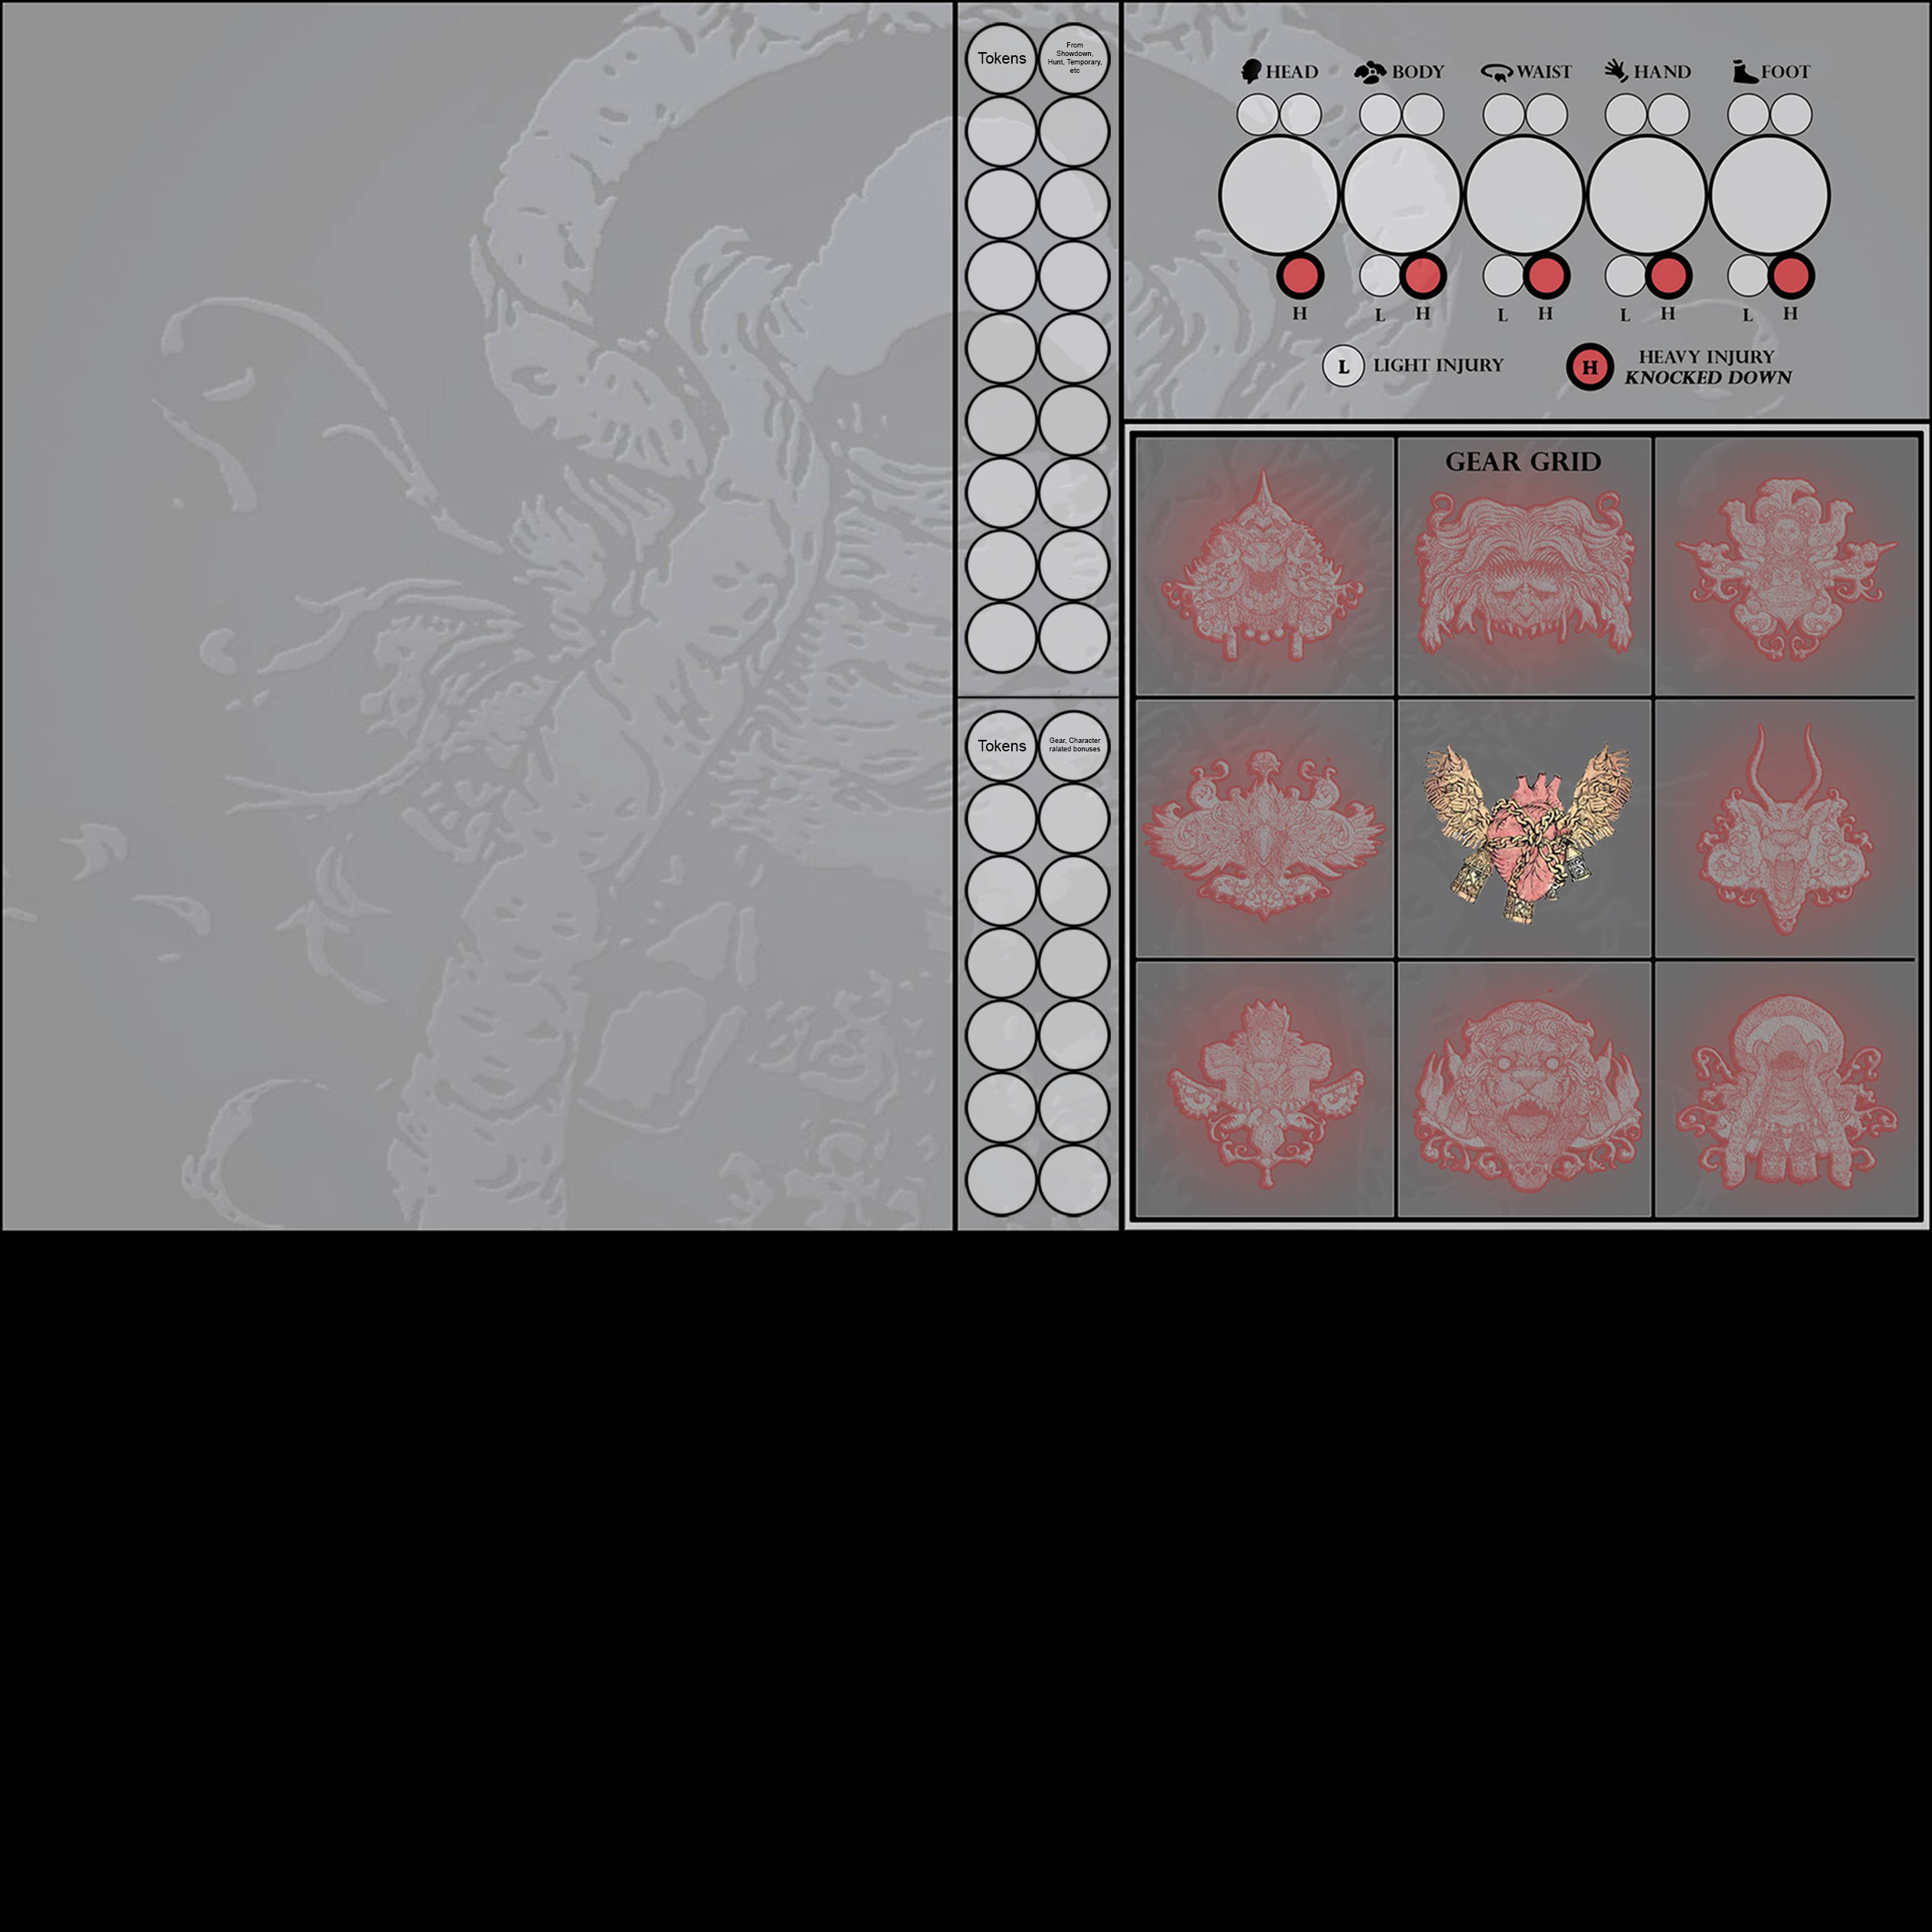 Tokens
From
Showdown,
Hunt, Temporary,
etc
Tokens
Gear, Character
ralated bonuses
HEAD BODY WAIST HAND FOOT
H L H L H L H L H
L LIGHT INJURY
H HEAVY INJURY
KNOCKED DOWN
GEAR GRID